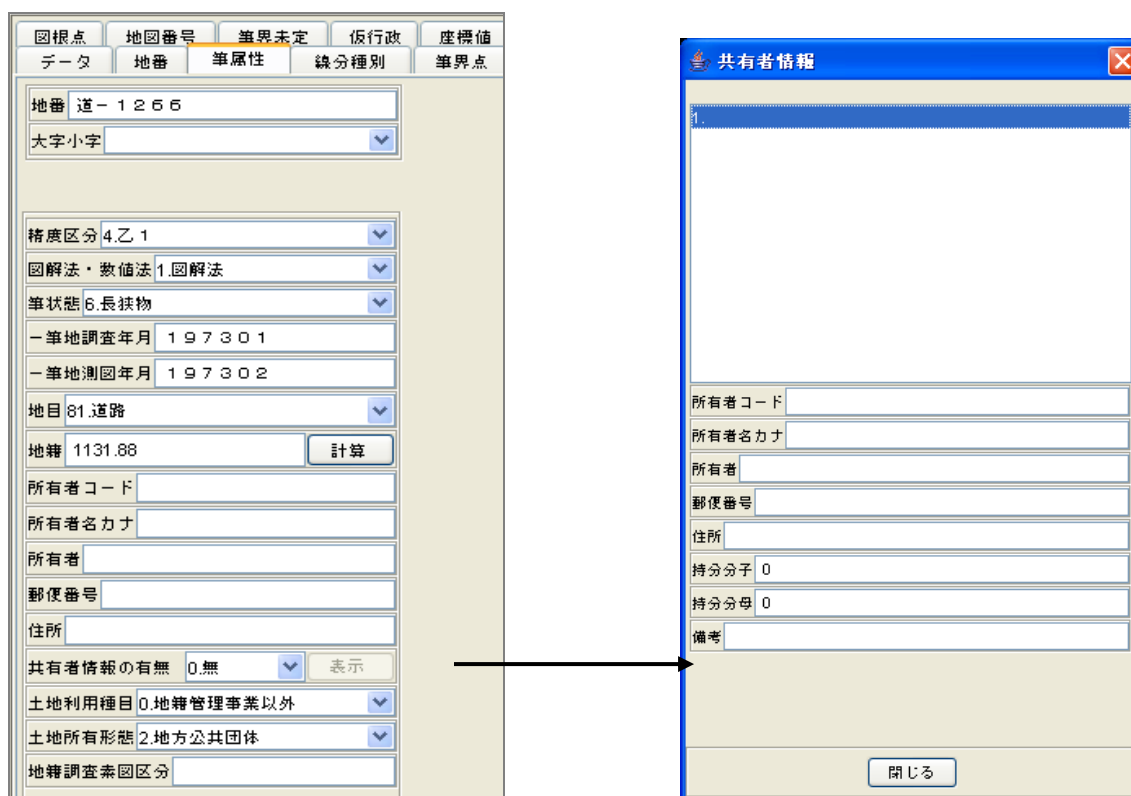 図根点 地図番号 筆界未定 仮行政 座標値
データ 地番 筆属性 線分種別 筆界点
地番 道－１２６６
大字小字
精度区分 4.乙１
図解法・数値法 1.図解法
筆状態 6.長狭物
一筆地調査年月 １９７３０１
一筆地測図年月 １９７３０２
地目 81.道路
地籍 1131.88 計算
所有者コード
所有者名カナ
所有者
郵便番号
住所
共有者情報の有無 0.無 表示
土地利用種目 0.地籍管理事業以外
土地所有形態 2.地方公共団体
地籍調査素図区分
共有者情報
1.
所有者コード
所有者名カナ
所有者
郵便番号
住所
持分分子 0
持分分母 0
備考
閉じる